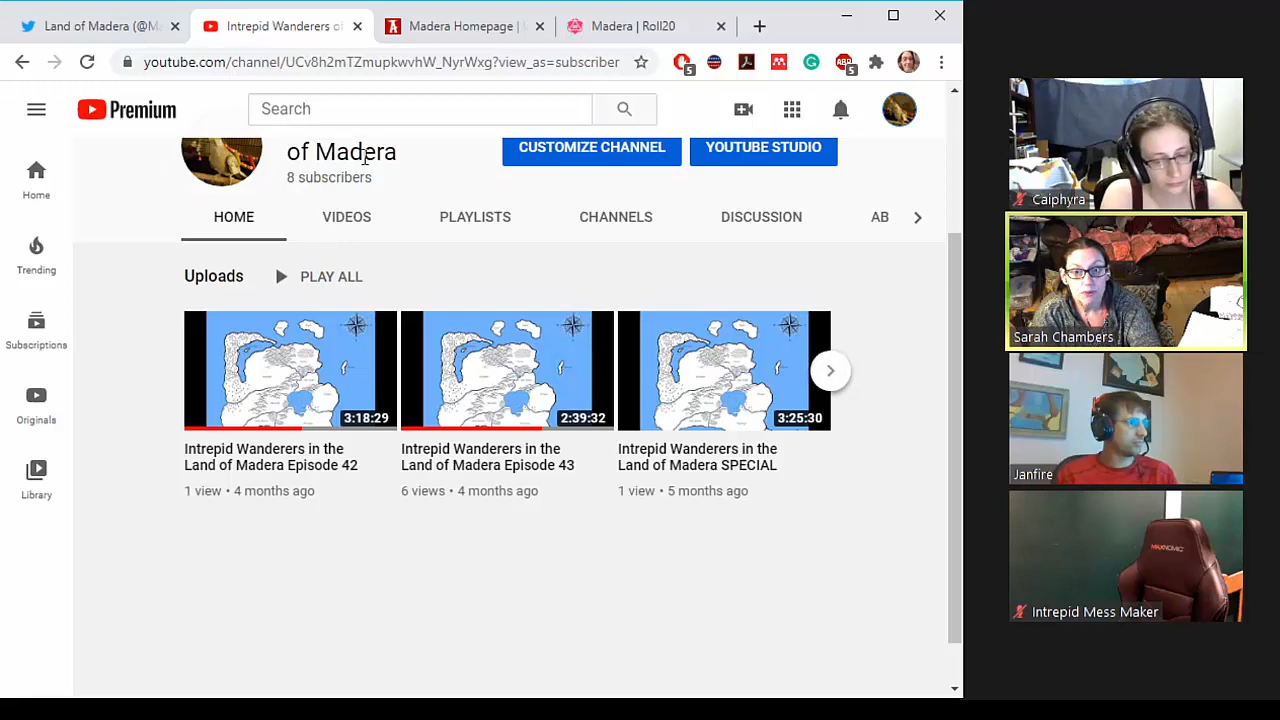 Land of Madera (@M
Intrepid Wanderers o
Madera Homepage |
Madera | Roll20
youtube.com/channel/UCv8h2mTZmupkwvhW_NyrWxg?view_as=subscriber
5
ABP
5
Premium
Search
of Madera
8 subscribers
CUSTOMIZE CHANNEL
YOUTUBE STUDIO
Home
Trending
Subscriptions
Originals
Library
HOME
VIDEOS
PLAYLISTS
CHANNELS
DISCUSSION
AB
Uploads
PLAY ALL
3:18:29
2:39:32
3:25:30
Intrepid Wanderers in the
Land of Madera Episode 42
1 view • 4 months ago
Intrepid Wanderers in the
Land of Madera Episode 43
6 views • 4 months ago
Intrepid Wanderers in the
Land of Madera SPECIAL
1 view • 5 months ago
Caiphyra
Sarah Chambers
Janfire
MAXNOMIC
Intrepid Mess Maker